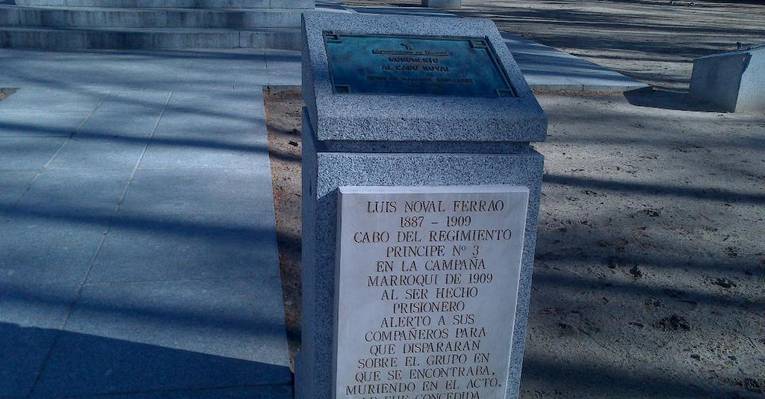 MONUMENTO
AL CABO NOVAL
LUIS NOVAL FERRAO
1887 - 1909
CABO DEL REGIMIENTO
PRINCIPE Nº 3
EN LA CAMPAÑA
MARROQUI DE 1909
AL SER HECHO
PRISIONERO
ALERTO A SUS
COMPAÑEROS PARA
QUE DISPARARAN
SOBRE EL GRUPO EN
QUE SE ENCONTRABA,
MURIENDO EN EL ACTO,
FUE CONCEDIDA